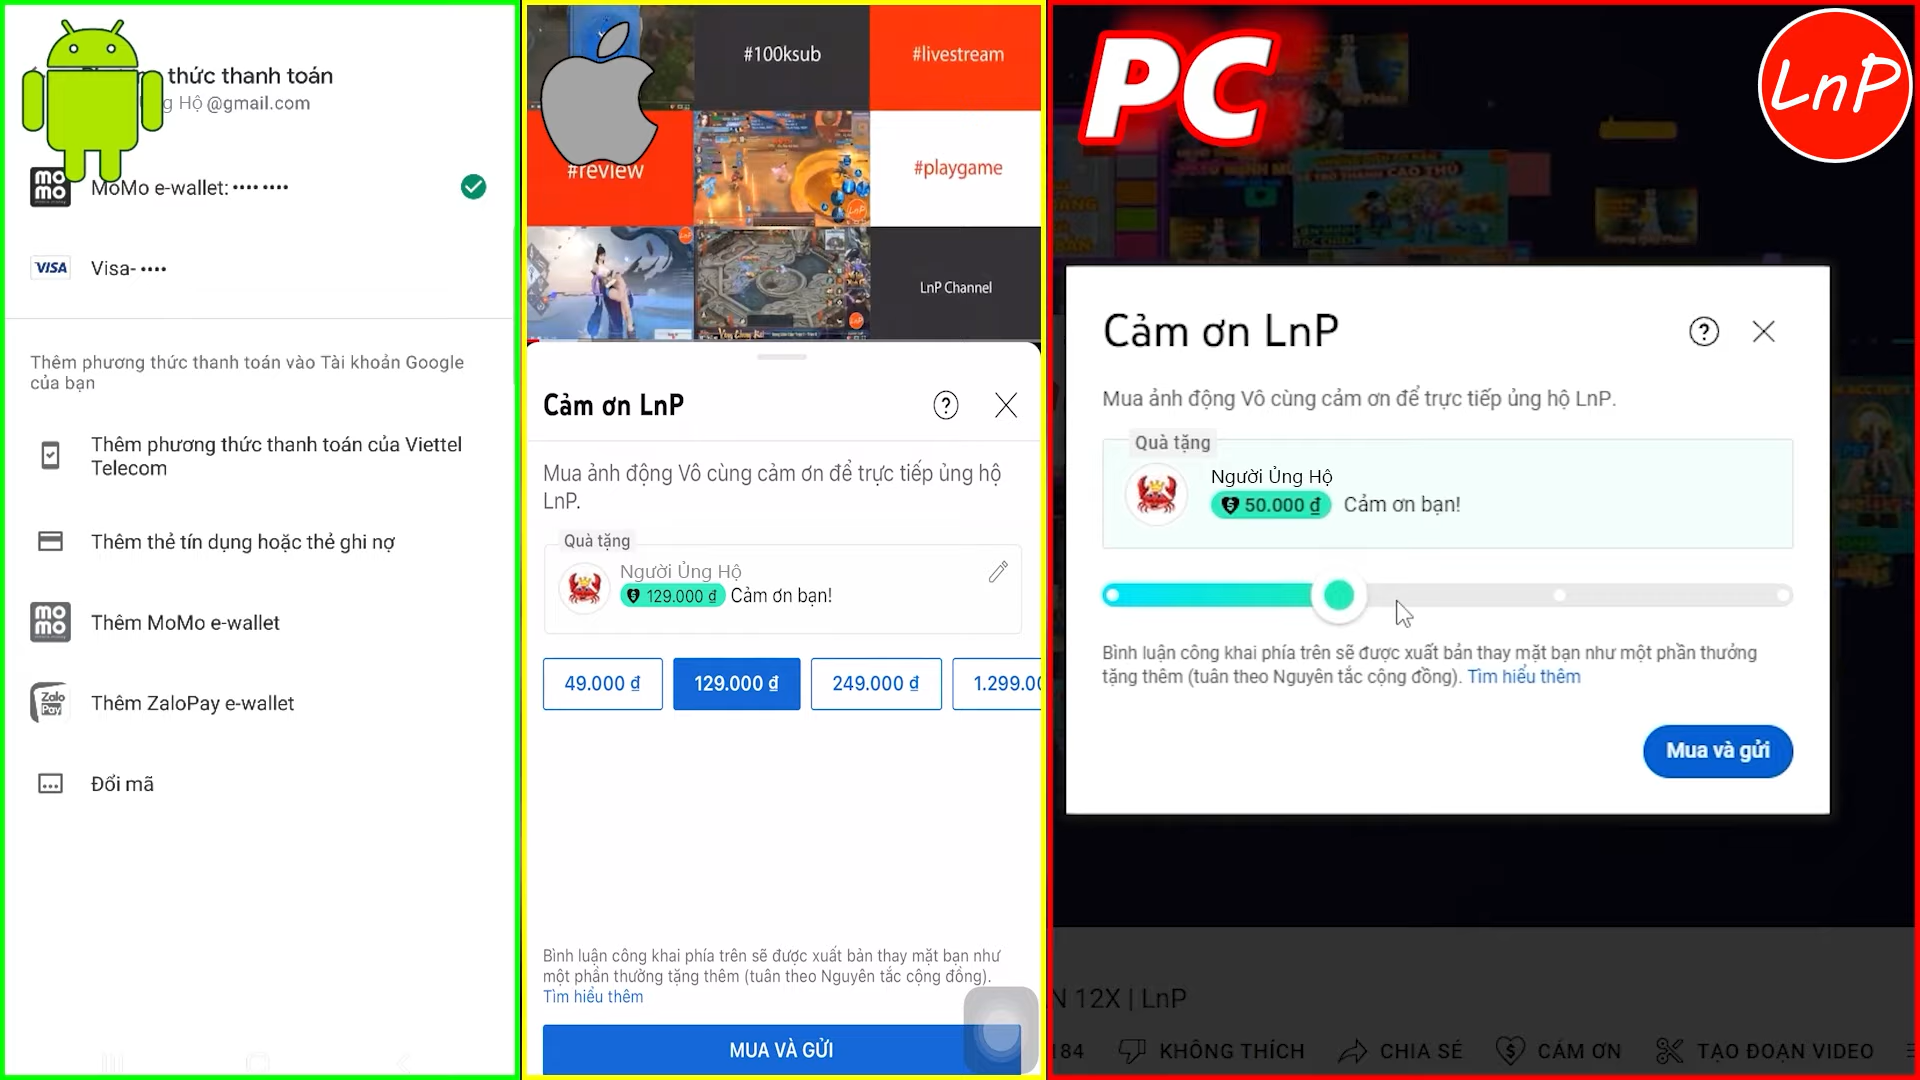 thức thanh toán
g Hộ @gmail.com
MoMo e-wallet: •••• ••••
VISA
Visa- ••••
Thêm phương thức thanh toán vào Tài khoản Google
của bạn
Thêm phương thức thanh toán của Viettel
Telecom
Thêm thẻ tín dụng hoặc thẻ ghi nợ
mo
mo
Thêm MoMo e-wallet
Zalo
Pay
Thêm ZaloPay e-wallet
Đổi mã
#100ksub
#livestream
#review
#playgame
LnP Channel
Cảm ơn LnP
Mua ảnh động Vô cùng cảm ơn để trực tiếp ủng hộ
LnP.
Quà tặng
Người Ủng Hộ
129.000 ₫ Cảm ơn bạn!
49.000 ₫
129.000 ₫
249.000 ₫
1.299.00
Bình luận công khai phía trên sẽ được xuất bản thay mặt bạn như
một phần thưởng tặng thêm (tuân theo Nguyên tắc cộng đồng).
Tìm hiểu thêm
MUA VÀ GỬI
PC
LnP
Cảm ơn LnP
Mua ảnh động Vô cùng cảm ơn để trực tiếp ủng hộ LnP.
Quà tặng
Người Ủng Hộ
50.000 ₫ Cảm ơn bạn!
Bình luận công khai phía trên sẽ được xuất bản thay mặt bạn như một phần thưởng
tặng thêm (tuân theo Nguyên tắc cộng đồng). Tìm hiểu thêm
Mua và gửi
N 12X | LnP
184
KHÔNG THÍCH
CHIA SẺ
CẢM ƠN
TẠO ĐOẠN VIDEO